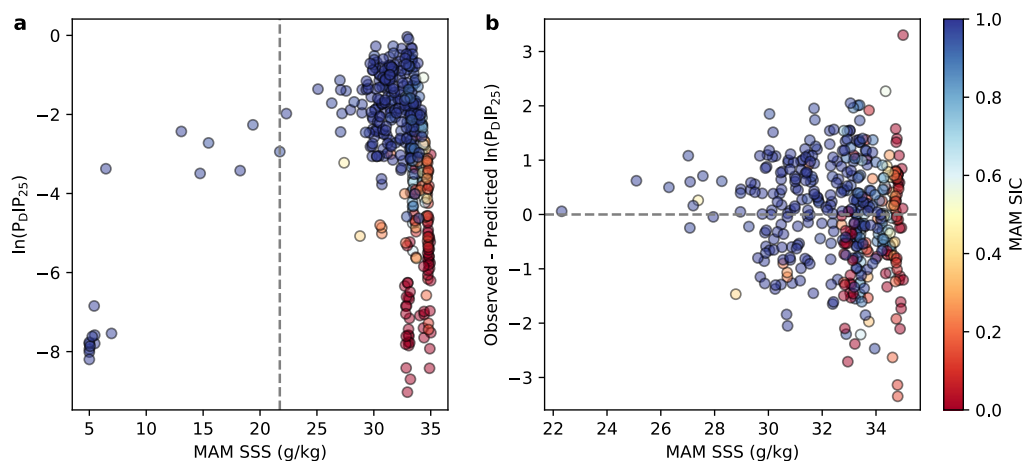 a
0
−2
−4
−6
−8
ln(P_DIP_25)
5 10 15 20 25 30 35
MAM SSS (g/kg)
b
3
2
1
0
−1
−2
−3
Observed - Predicted ln(P_DIP_25)
22 24 26 28 30 32 34
MAM SSS (g/kg)
1.0
0.8
0.6
0.4
0.2
0.0
MAM SIC